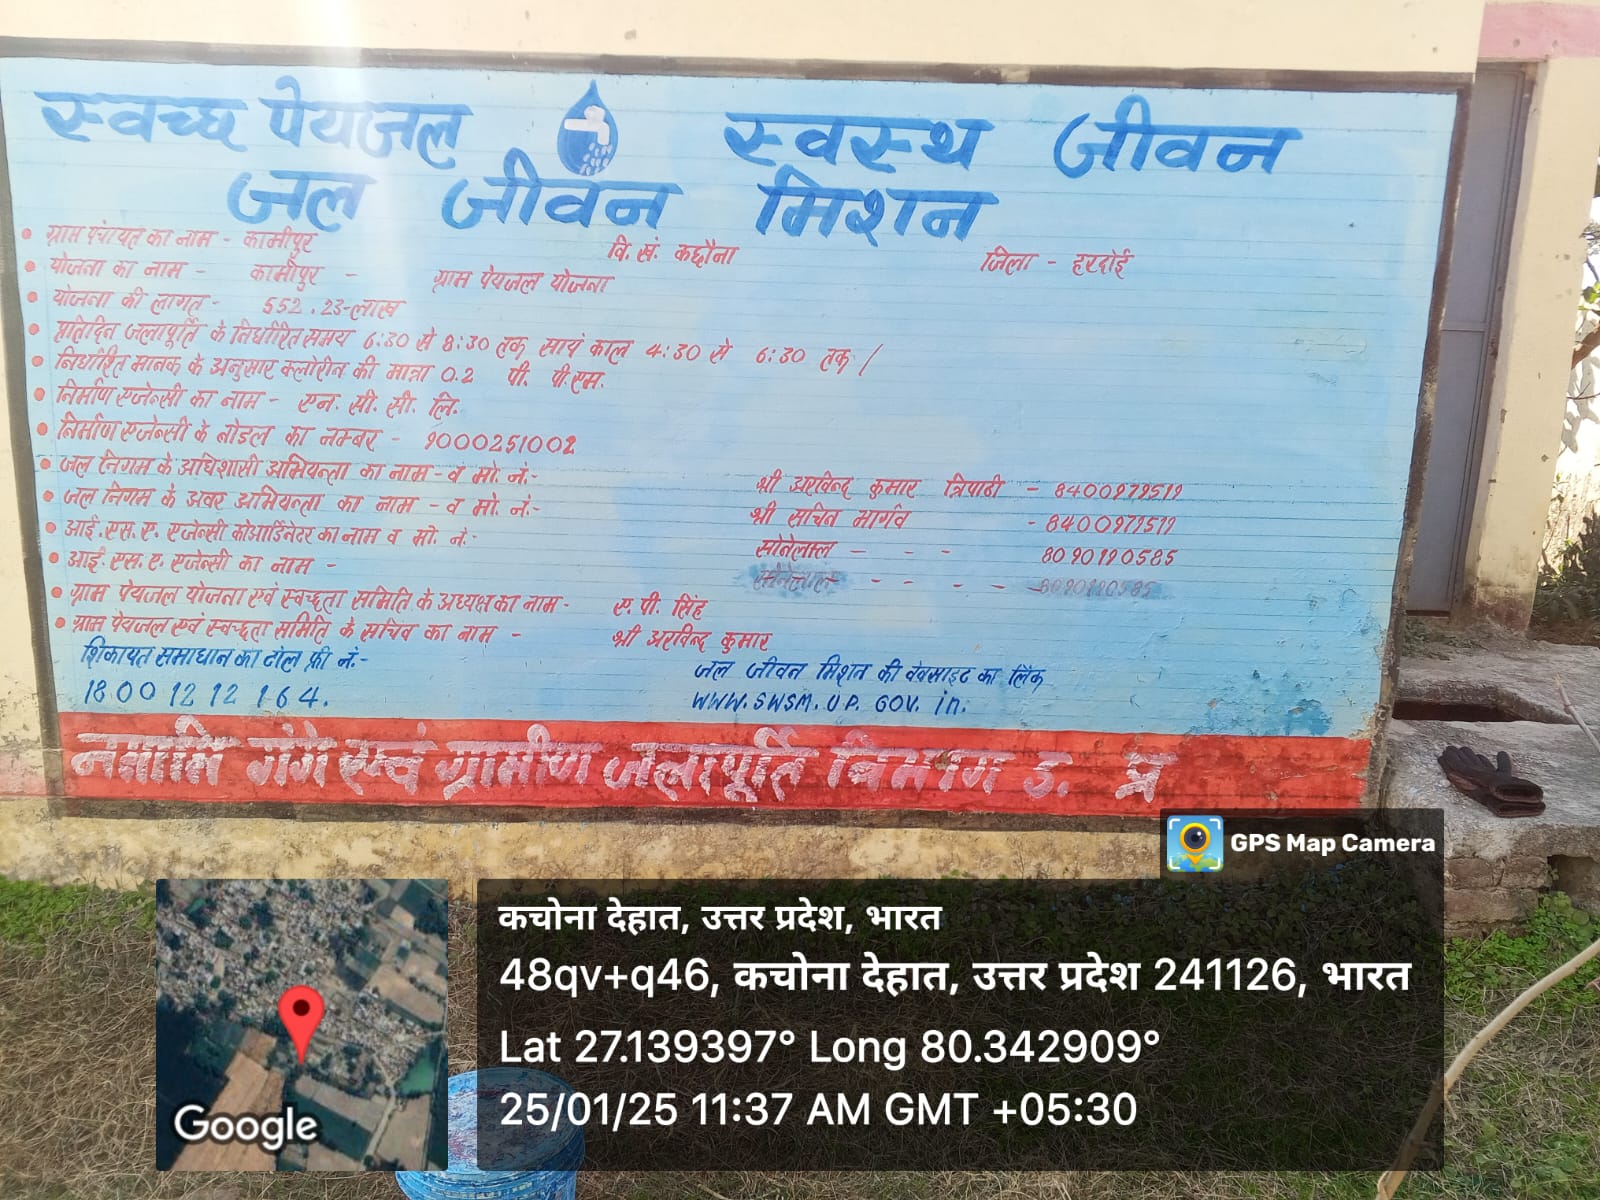 स्वच्छ पेयजल स्वस्थ जीवन
जल जीवन मिशन
ग्राम पंचायत का नाम - कामीपुर वि. खं. कछौना जिला - हरदोई
योजना का नाम - कामीपुर - ग्राम पेयजल योजना
योजना की लागत - 552.23-लाख
प्रतिदिन जलापूर्ति के निर्धारित समय 6:30 से 8:30 तक सायं काल 4:30 से 6:30 तक /
निर्धारित मानक के अनुसार क्लोरीन की मात्रा 0.2 पी. पी.एम.
निर्माण एजेन्सी का नाम - एन. सी. सी. लि.
निर्माण एजेन्सी के नोडल का नम्बर - 9000251002
जल निगम के अधिशासी अभियन्ता का नाम - व मो. नं.- श्री अरविन्द कुमार त्रिपाठी -
जल निगम के अवर अभियन्ता का नाम - व मो. नं.- श्री सचिन भार्गव -
आई.एस.ए. एजेन्सी कोआर्डिनेटर का नाम व मो. नं.- सोनेलाल - - - 8090190585
आई. एस. ए. एजेन्सी का नाम - सोनेलाल - - - -
ग्राम पेयजल योजना एवं स्वच्छता समिति के अध्यक्ष का नाम - ए. पी. सिंह
ग्राम पेयजल एवं स्वच्छता समिति के सचिव का नाम - श्री अरविन्द कुमार
शिकायत समाधान का टोल फ्री नं.- जल जीवन मिशन की वेवसाइट का लिंक
1800 12 12 164. WWW.SWSM.UP.GOV.in.
नमामि गंगे एवं ग्रामीण जलापूर्ति विभाग उ. प्र
GPS Map Camera
कचोना देहात, उत्तर प्रदेश, भारत
48qv+q46, कचोना देहात, उत्तर प्रदेश 241126, भारत
Lat 27.139397° Long 80.342909°
25/01/25 11:37 AM GMT +05:30
Google